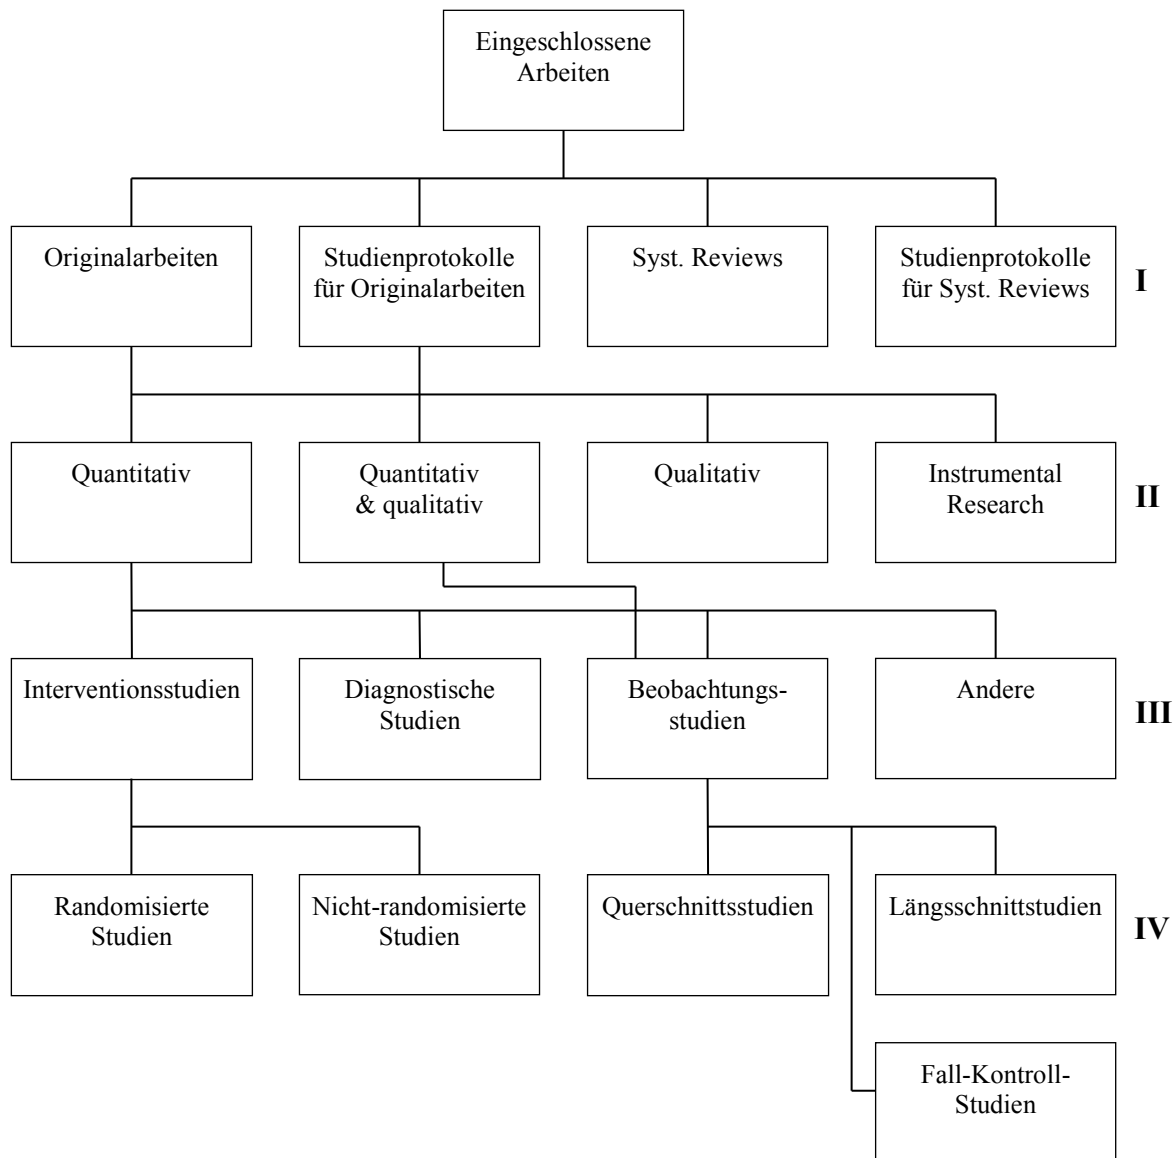 Eingeschlossene
Arbeiten
Originalarbeiten
Studienprotokolle
für Originalarbeiten
Syst. Reviews
Studienprotokolle
für Syst. Reviews
I
Quantitativ
Quantitativ
& qualitativ
Qualitativ
Instrumental
Research
II
Interventionsstudien
Diagnostische
Studien
Beobachtungs-
studien
Andere
III
Randomisierte
Studien
Nicht-randomisierte
Studien
Querschnittsstudien
Längsschnittstudien
IV
Fall-Kontroll-
Studien